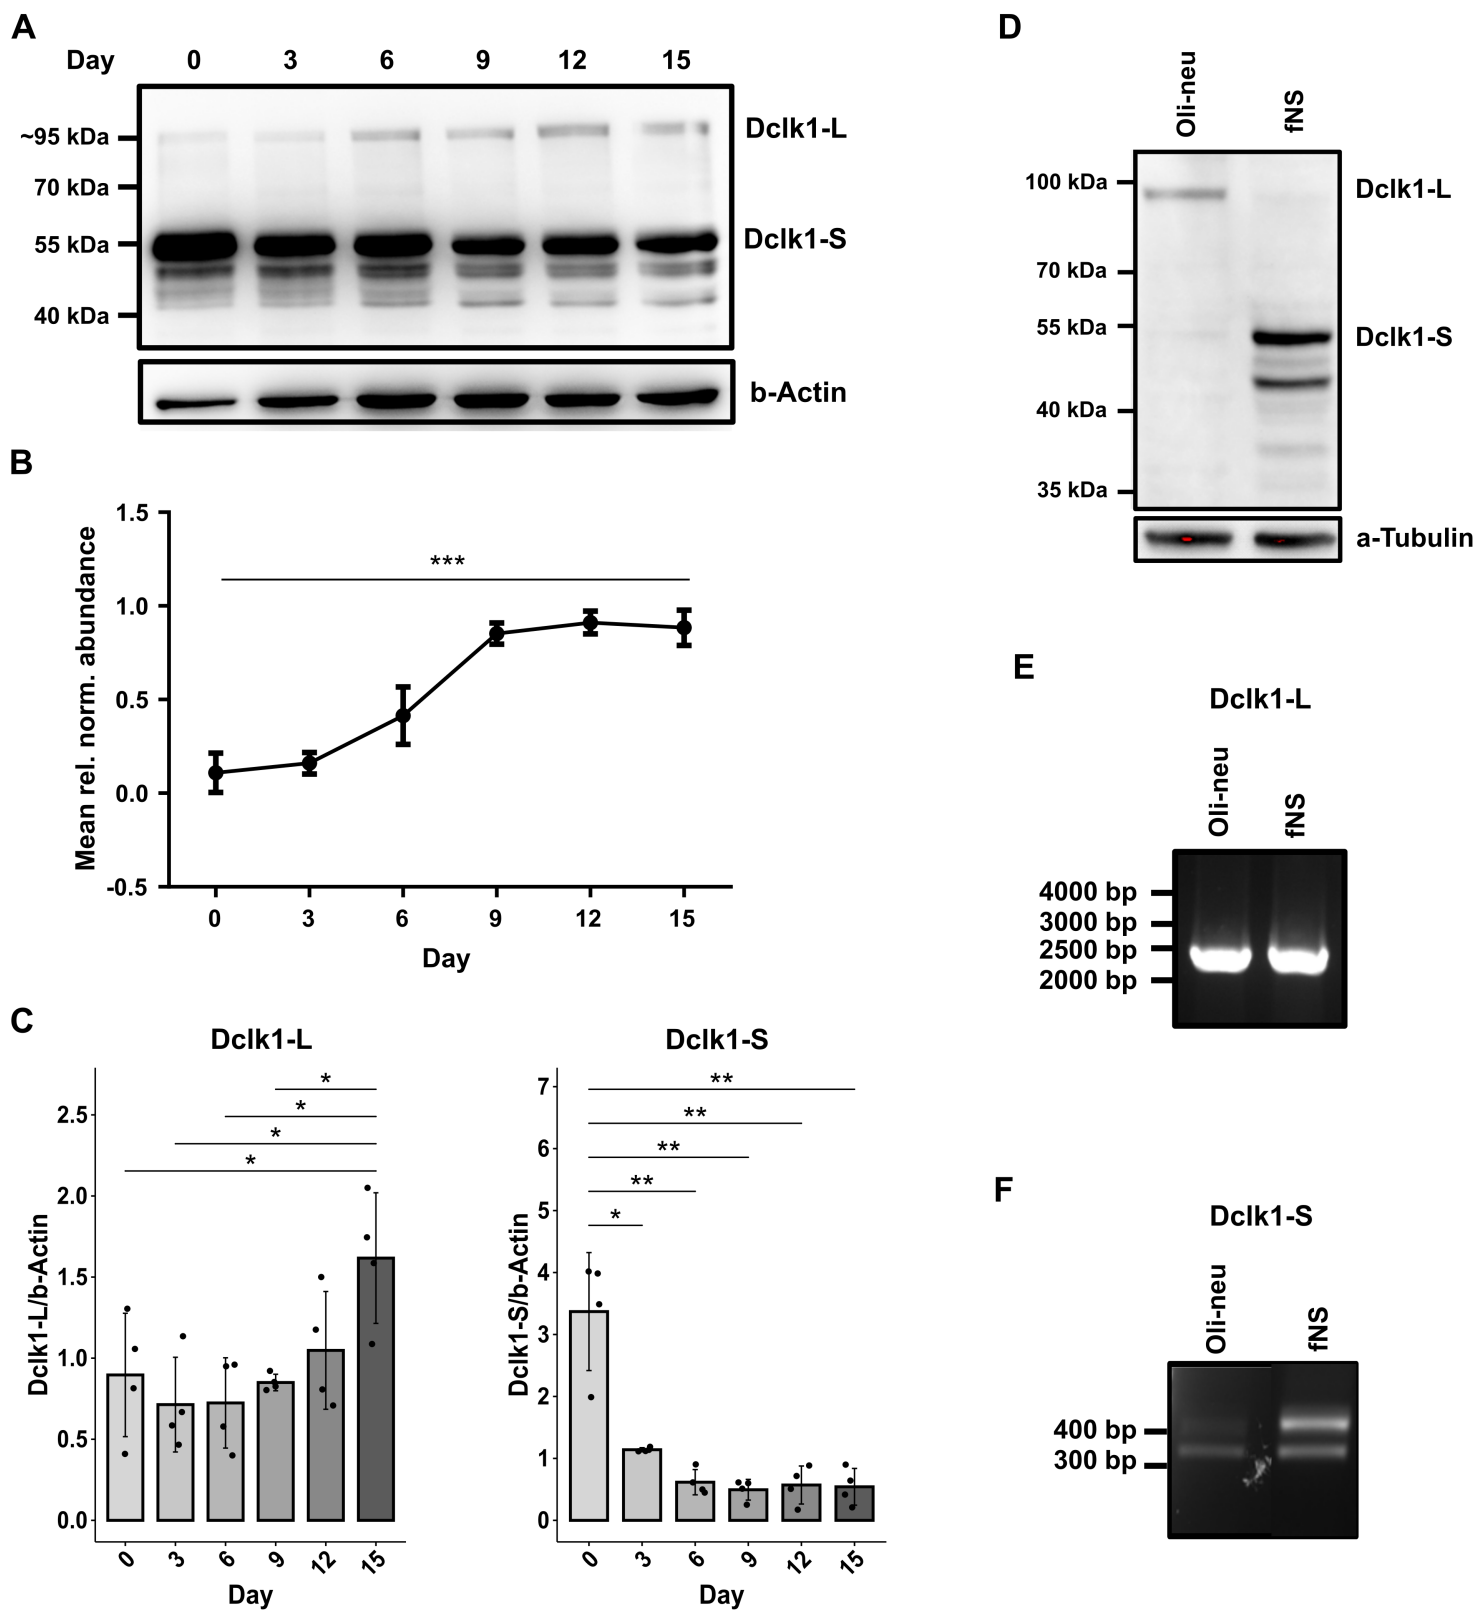 A
Day 0 3 6 9 12 15
~95 kDa
70 kDa
55 kDa
40 kDa
Dclk1-L
Dclk1-S
b-Actin
B
Mean rel. norm. abundance
1.5
1.0
0.5
0.0
-0.5
***
0 3 6 9 12 15
Day
C
Dclk1-L
Dclk1-L/b-Actin
2.5
2.0
1.5
1.0
0.5
0.0
*
*
*
*
0 3 6 9 12 15
Day
Dclk1-S
Dclk1-S/b-Actin
7
6
5
4
3
2
1
0
**
**
**
**
*
0 3 6 9 12 15
Day
D
Oli-neu fNS
100 kDa
70 kDa
55 kDa
40 kDa
35 kDa
Dclk1-L
Dclk1-S
a-Tubulin
E
Dclk1-L
Oli-neu fNS
4000 bp
3000 bp
2500 bp
2000 bp
F
Dclk1-S
Oli-neu fNS
400 bp
300 bp